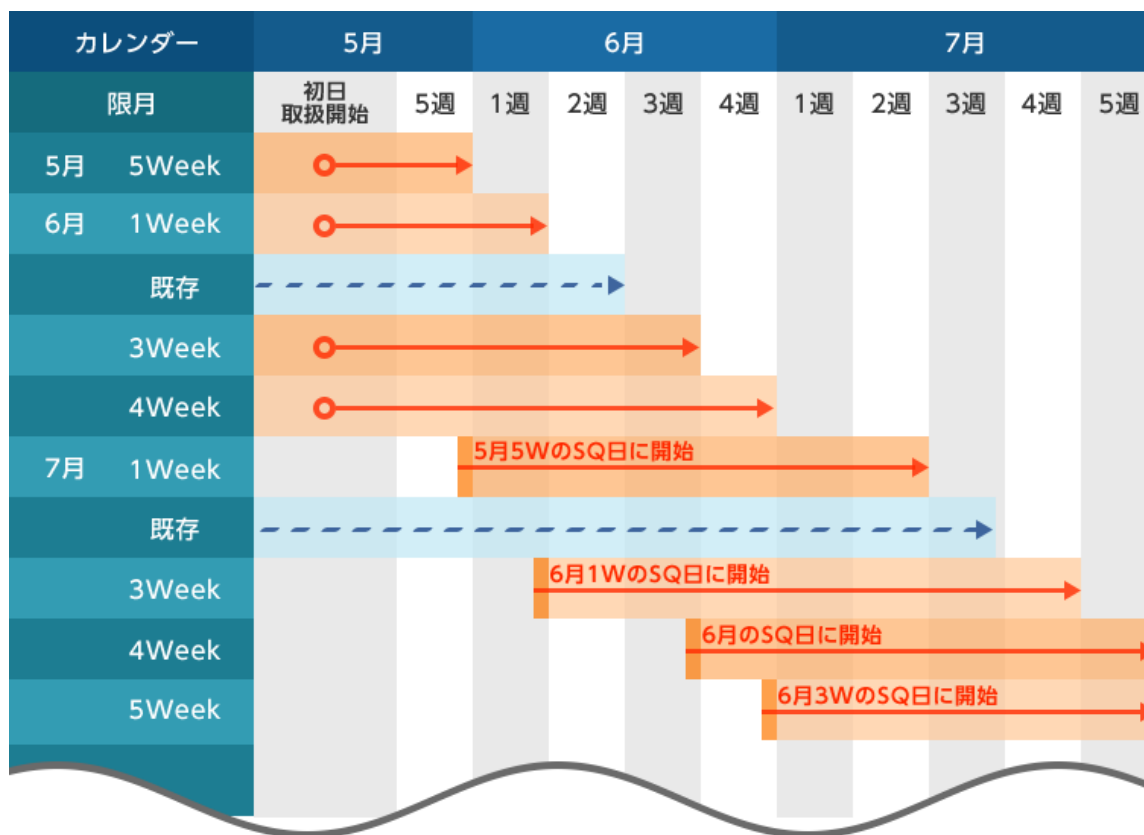 カレンダー 5月 6月 7月
限月 初日 取扱開始 5週 1週 2週 3週 4週 1週 2週 3週 4週 5週
5月 5Week
6月 1Week
既存
3Week
4Week
7月 1Week 5月5WのSQ日に開始
既存
3Week 6月1WのSQ日に開始
4Week 6月のSQ日に開始
5Week 6月3WのSQ日に開始